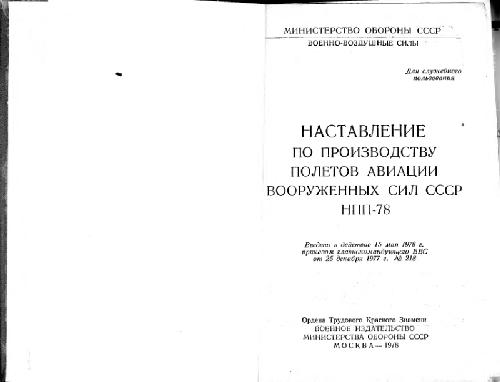 МИНИСТЕРСТВО ОБОРОНЫ СССР
ВОЕННО-ВОЗДУШНЫЕ СИЛЫ
Для служебного
пользования
НАСТАВЛЕНИЕ
ПО ПРОИЗВОДСТВУ
ПОЛЕТОВ АВИАЦИИ
ВООРУЖЕННЫХ СИЛ СССР
НПП-78
Введено в действие 15 мая 1978 г.
приказом главнокомандующего ВВС
от 26 декабря 1977 г. № 218
Ордена Трудового Красного Знамени
ВОЕННОЕ ИЗДАТЕЛЬСТВО
МИНИСТЕРСТВА ОБОРОНЫ СССР
МОСКВА — 1978